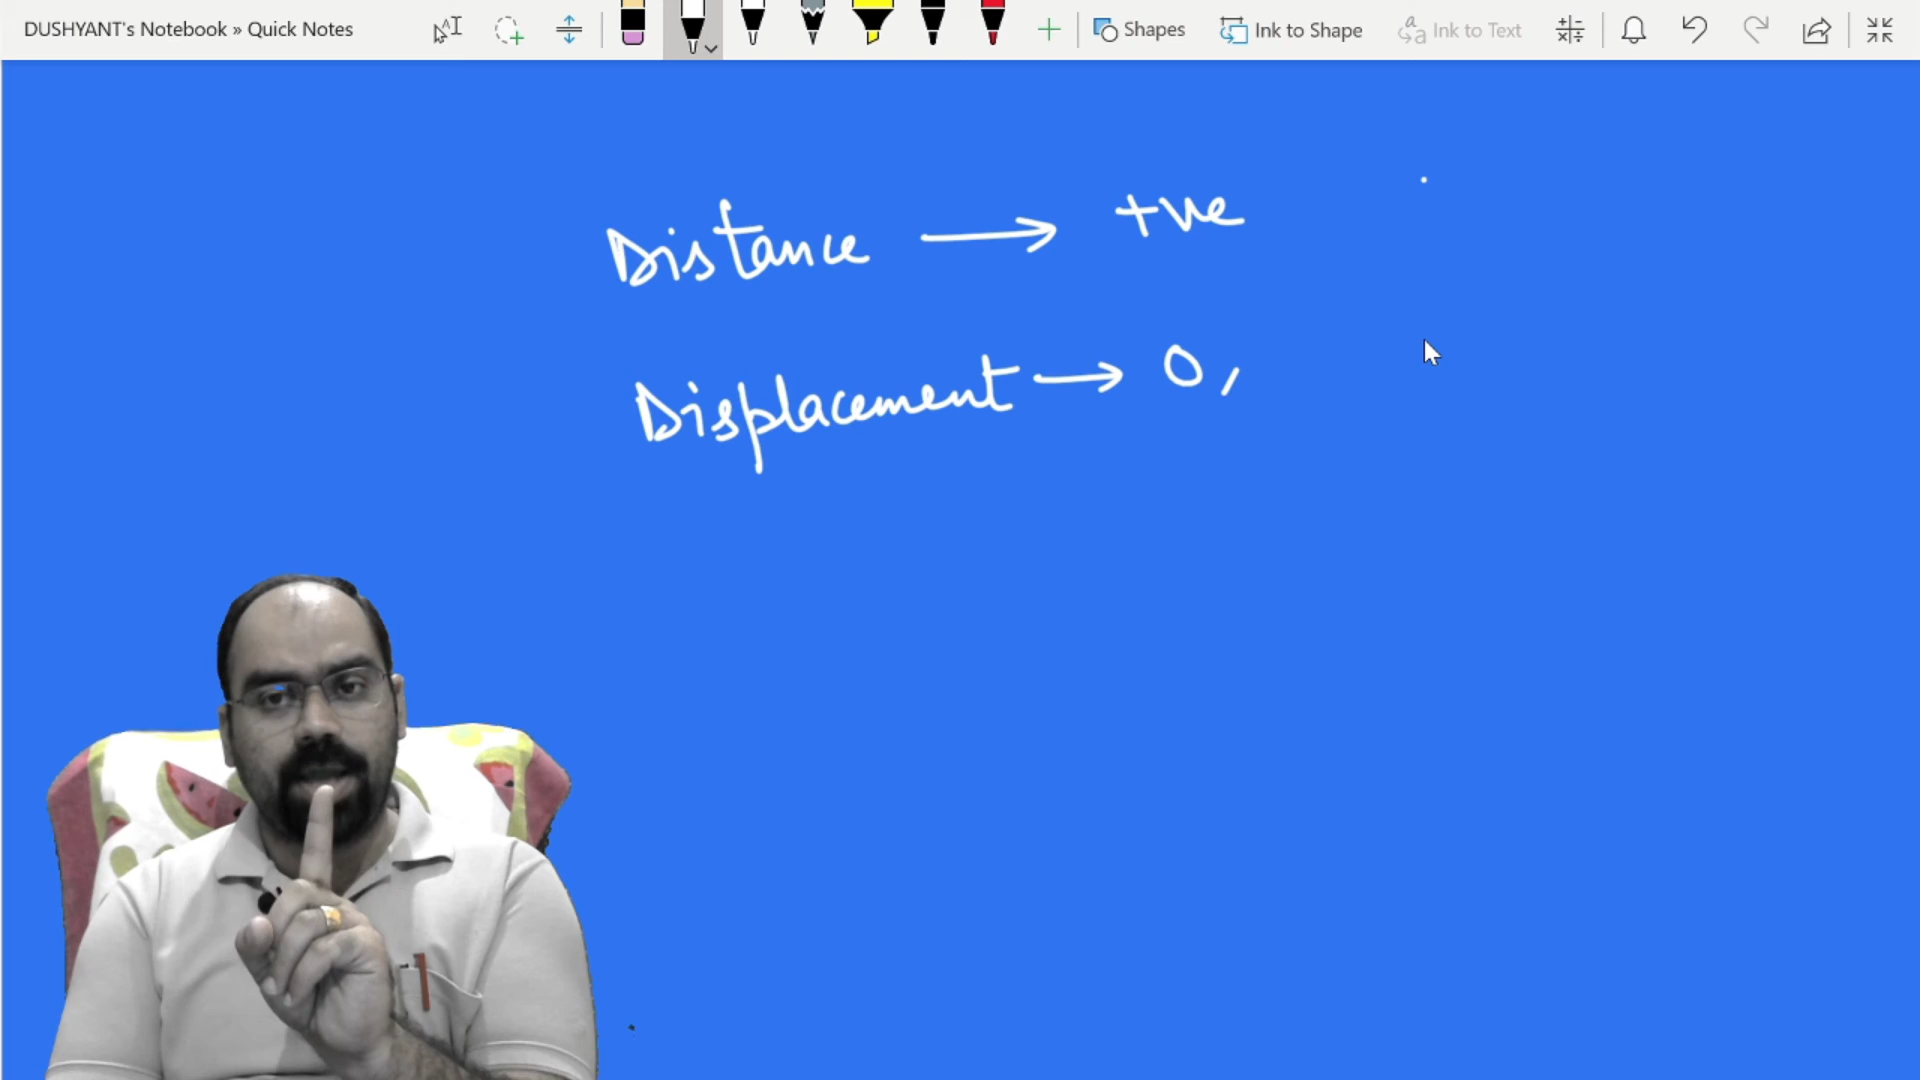 DUSHYANT's Notebook » Quick Notes
Shapes
Ink to Shape
Ink to Text
Distance → +ve
Displacement → 0,